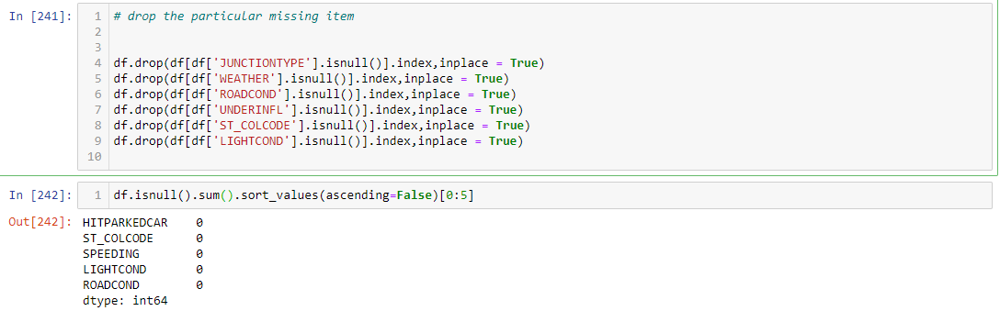 In [241]:
1 # drop the particular missing item
2
3
4 df.drop(df[df['JUNCTIONTYPE'].isnull()].index,inplace = True)
5 df.drop(df[df['WEATHER'].isnull()].index,inplace = True)
6 df.drop(df[df['ROADCOND'].isnull()].index,inplace = True)
7 df.drop(df[df['UNDERINFL'].isnull()].index,inplace = True)
8 df.drop(df[df['ST_COLCODE'].isnull()].index,inplace = True)
9 df.drop(df[df['LIGHTCOND'].isnull()].index,inplace = True)
10
In [242]:
1 df.isnull().sum().sort_values(ascending=False)[0:5]
Out[242]:
HITPARKEDCAR 0
ST_COLCODE 0
SPEEDING 0
LIGHTCOND 0
ROADCOND 0
dtype: int64